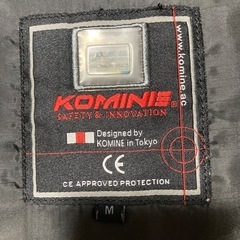 www.komine.ac
KOMINE®
SAFETY & INNOVATION
Designed by
KOMINE in Tokyo
CE
CE APPROVED PROTECTION
M